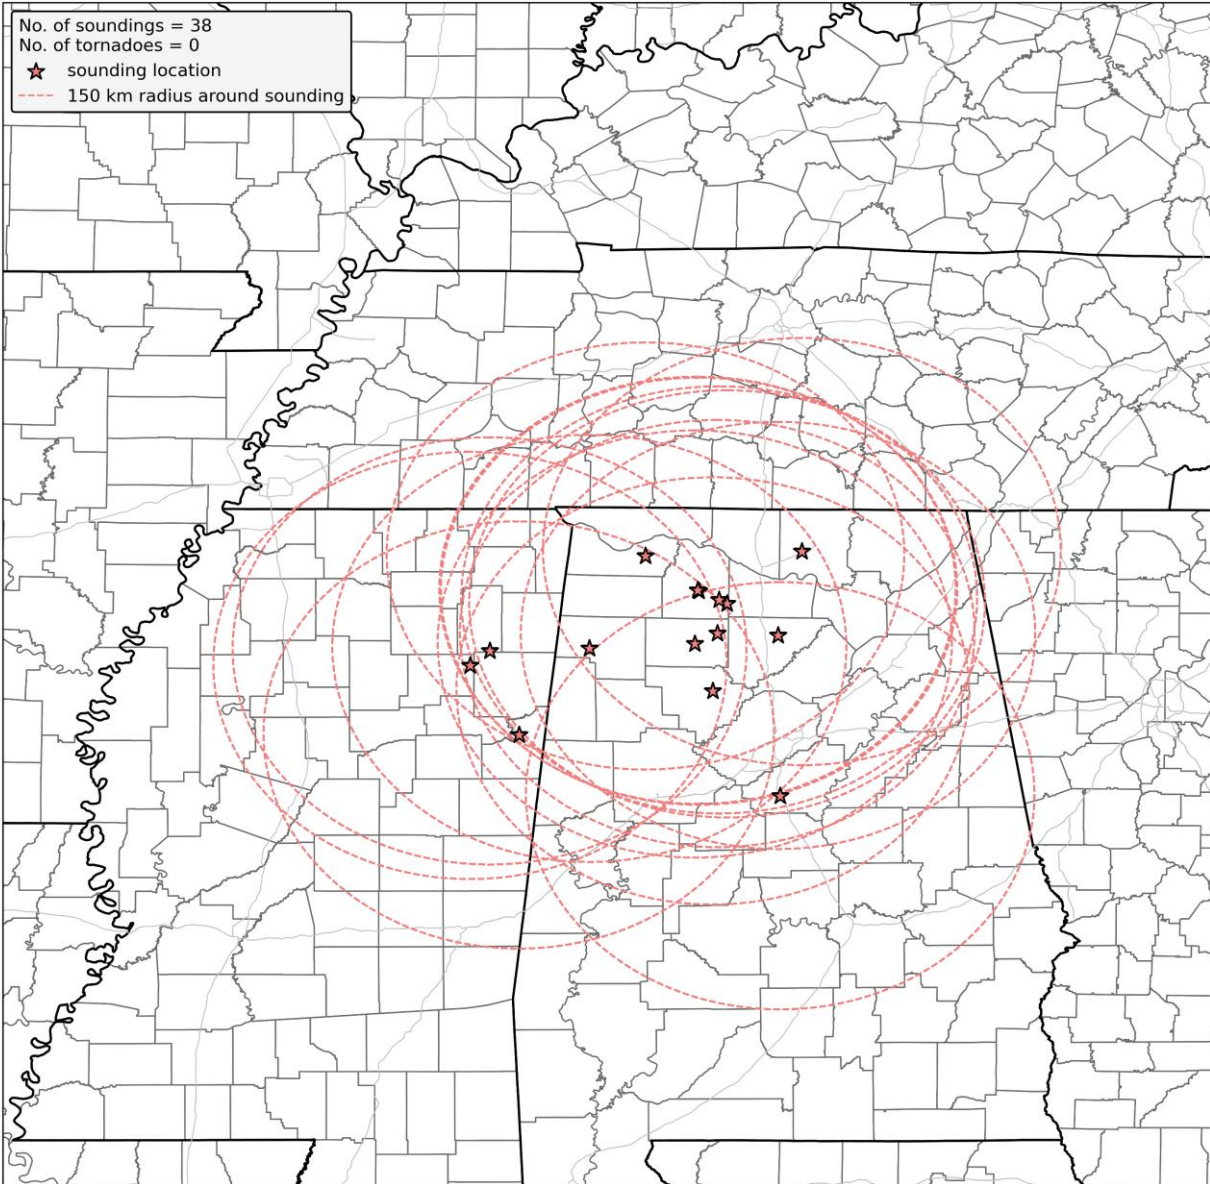 No. of soundings = 38
No. of tornadoes = 0
sounding location
150 km radius around sounding